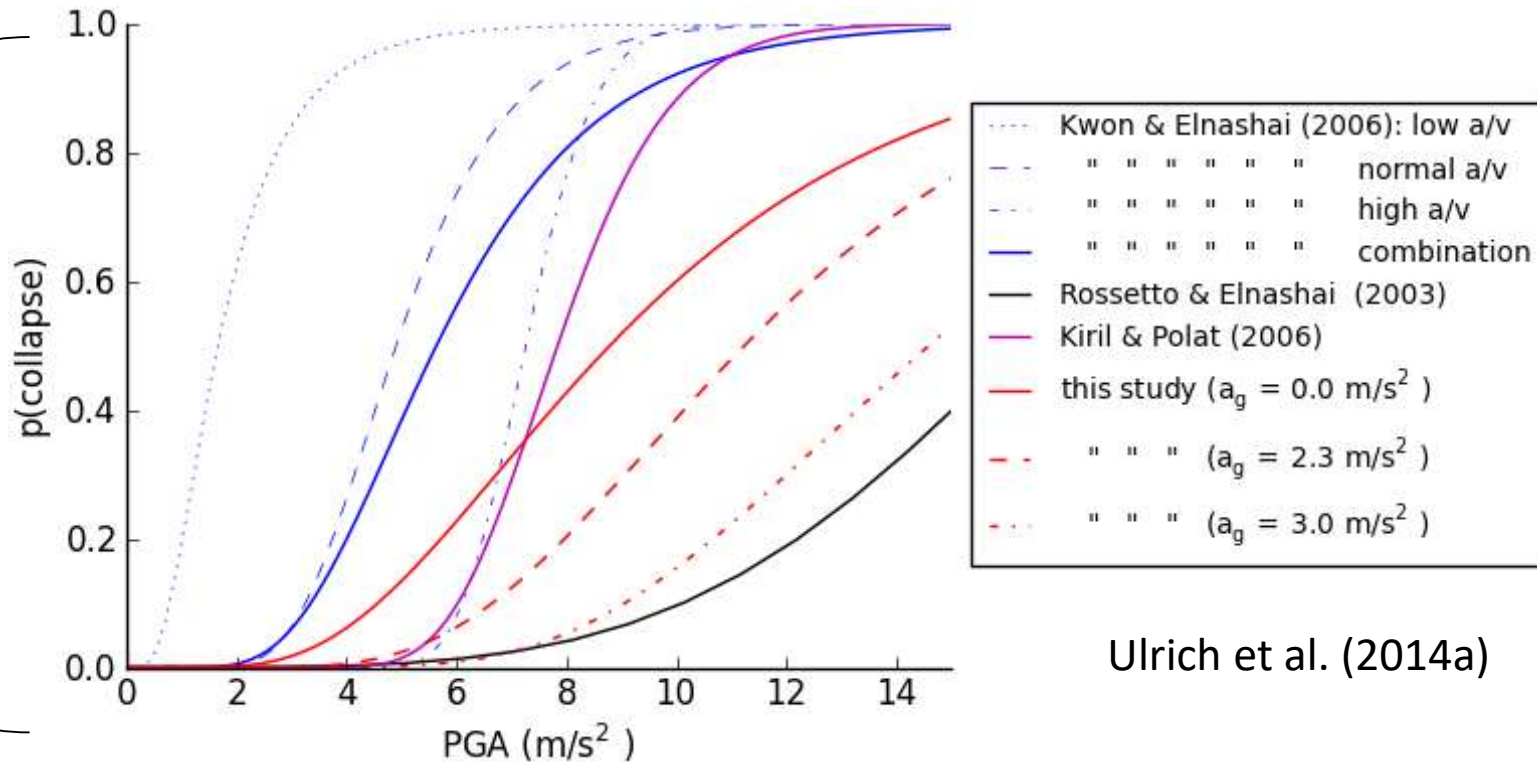 1.0
0.8
0.6
0.4
0.2
0.0
p(collapse)
0 2 4 6 8 10 12 14
PGA (m/s² )
Kwon & Elnashai (2006): low a/v
" " " " " " normal a/v
" " " " " " high a/v
" " " " " " combination
Rossetto & Elnashai (2003)
Kiril & Polat (2006)
this study (a_g = 0.0 m/s² )
" " " (a_g = 2.3 m/s² )
" " " (a_g = 3.0 m/s² )
Ulrich et al. (2014a)